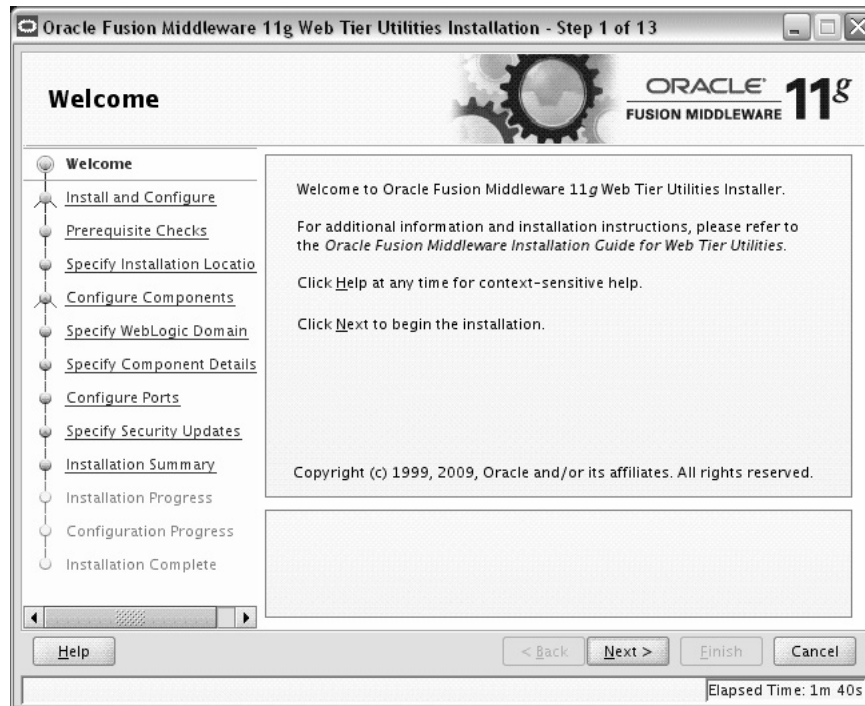 Oracle Fusion Middleware 11g Web Tier Utilities Installation - Step 1 of 13
Welcome
ORACLE
FUSION MIDDLEWARE 11g
Welcome
Install and Configure
Prerequisite Checks
Specify Installation Locatio
Configure Components
Specify WebLogic Domain
Specify Component Details
Configure Ports
Specify Security Updates
Installation Summary
Installation Progress
Configuration Progress
Installation Complete
Welcome to Oracle Fusion Middleware 11g Web Tier Utilities Installer.
For additional information and installation instructions, please refer to
the Oracle Fusion Middleware Installation Guide for Web Tier Utilities.
Click Help at any time for context-sensitive help.
Click Next to begin the installation.
Copyright (c) 1999, 2009, Oracle and/or its affiliates. All rights reserved.
Help
< Back
Next >
Finish
Cancel
Elapsed Time: 1m 40s